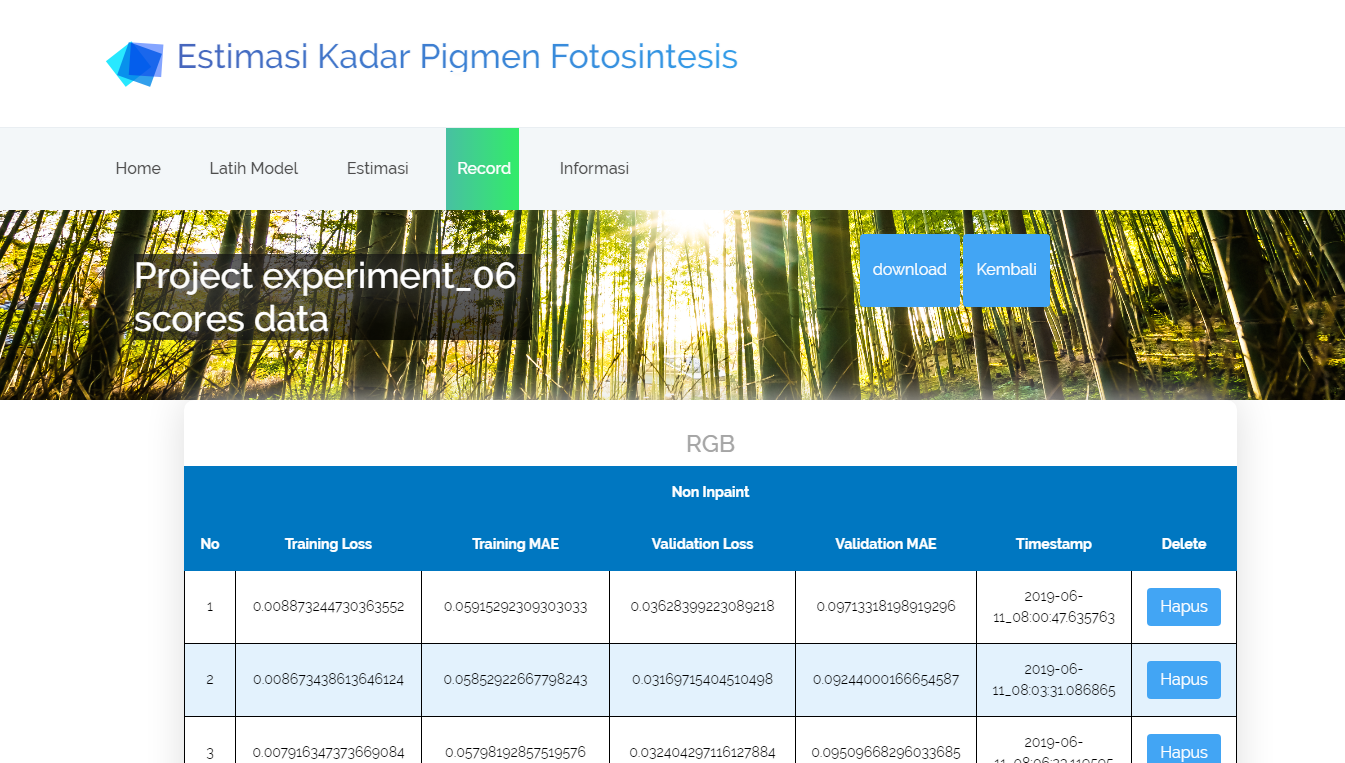 Estimasi Kadar Pigmen Fotosintesis
Home Latih Model Estimasi Record Informasi
Project experiment_06
scores data
download Kembali
RGB
Non Inpaint
No Training Loss Training MAE Validation Loss Validation MAE Timestamp Delete
1 0.008873244730363552 0.05915292309303033 0.03628399223089218 0.09713318198919296 2019-06-
11_08:00:47.635763 Hapus
2 0.008673438613646124 0.05852922667798243 0.03169715404510498 0.09244000166654587 2019-06-
11_08:03:31.086865 Hapus
3 0.007916347373669084 0.05798192857519576 0.032404297116127884 0.09509668296033685 2019-06-
Hapus